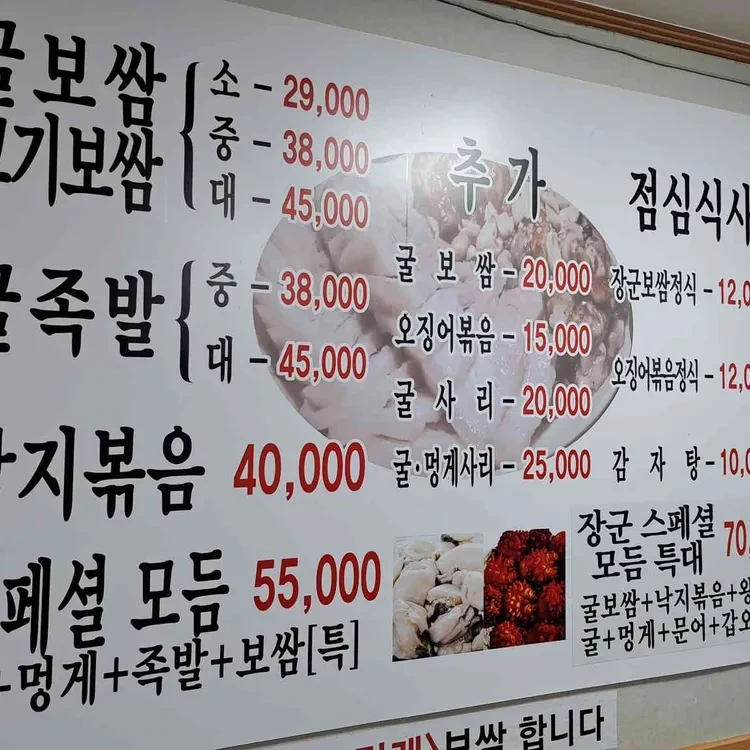 굴보쌈
고기보쌈
소 - 29,000
중 - 38,000
대 - 45,000
굴족발
중 - 38,000
대 - 45,000
낙지볶음 40,000
스페셜 모듬 55,000
+멍게+족발+보쌈[특]
추가
굴 보 쌈 - 20,000
오징어볶음 - 15,000
굴 사 리 - 20,000
굴·멍게사리 - 25,000
점심식사
장군보쌈정식 - 12,0
오징어볶음정식 - 12,0
감 자 탕 - 10,0
장군 스페셜
모듬 특대
70,
굴보쌈+낙지볶음+왕
굴+멍게+문어+갑오
보쌈 합니다